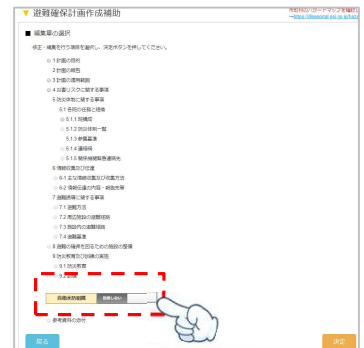 ▼ 避難確保計画作成補助
■ 編集章の選択
修正・編集を行う項目を選択し、決定ボタンを押してください。
1 計画の目的
2 計画の報告
3 計画の適用範囲
4 災害リスクに関する事項
5 防災体制に関する事項
5.1 各班の任務と組織
5.1.1 班構成
5.1.2 防災体制一覧
5.1.3 参集基準
5.1.4 連絡網
5.1.5 関係機関緊急連絡先
6 情報収集及び伝達
6.1 主な情報収集及び収集方法
6.2 情報伝達の内容・報告先等
7 避難誘導に関する事項
7.1 避難方法
7.2 周辺施設の避難経路
7.3 施設内の避難経路
7.4 避難基準
8 避難の確保を図るための施設の整備
9 防災教育及び訓練の実施
9.1 防災教育
9.2 訓練
自衛水防組織
参考資料の添付
戻る
決定